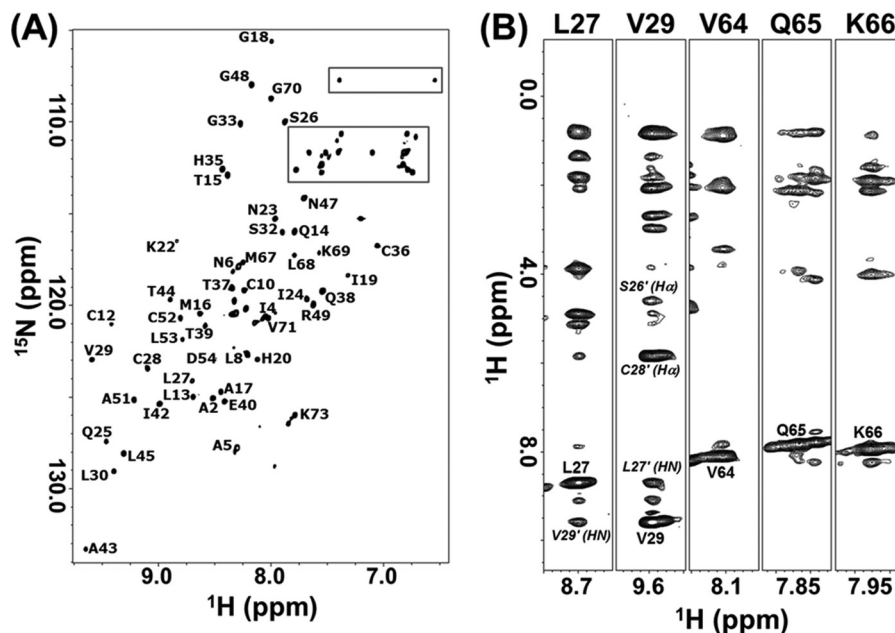 (A)
G18
G48
G70
G33
S26
H35
T15
N47
N23
S32
Q14
K22
K69
C36
N6
M67
L68
T37
C10
I19
T44
M16
I24
Q38
C12
C52
I4
R49
T39
V71
L53
V29
D54
L8
H20
C28
L27
A17
A51
L13
E40
I42
A2
K73
Q25
A5
L45
L30
A43
110.0
120.0
130.0
15N (ppm)
9.0 8.0 7.0
1H (ppm)
(B)
L27 V29 V64 Q65 K66
0.0
4.0
8.0
1H (ppm)
S26' (Hα)
C28' (Hα)
L27' (HN)
V29' (HN)
L27
V29
V64
Q65
K66
8.7 9.6 8.1 7.85 7.95
1H (ppm)